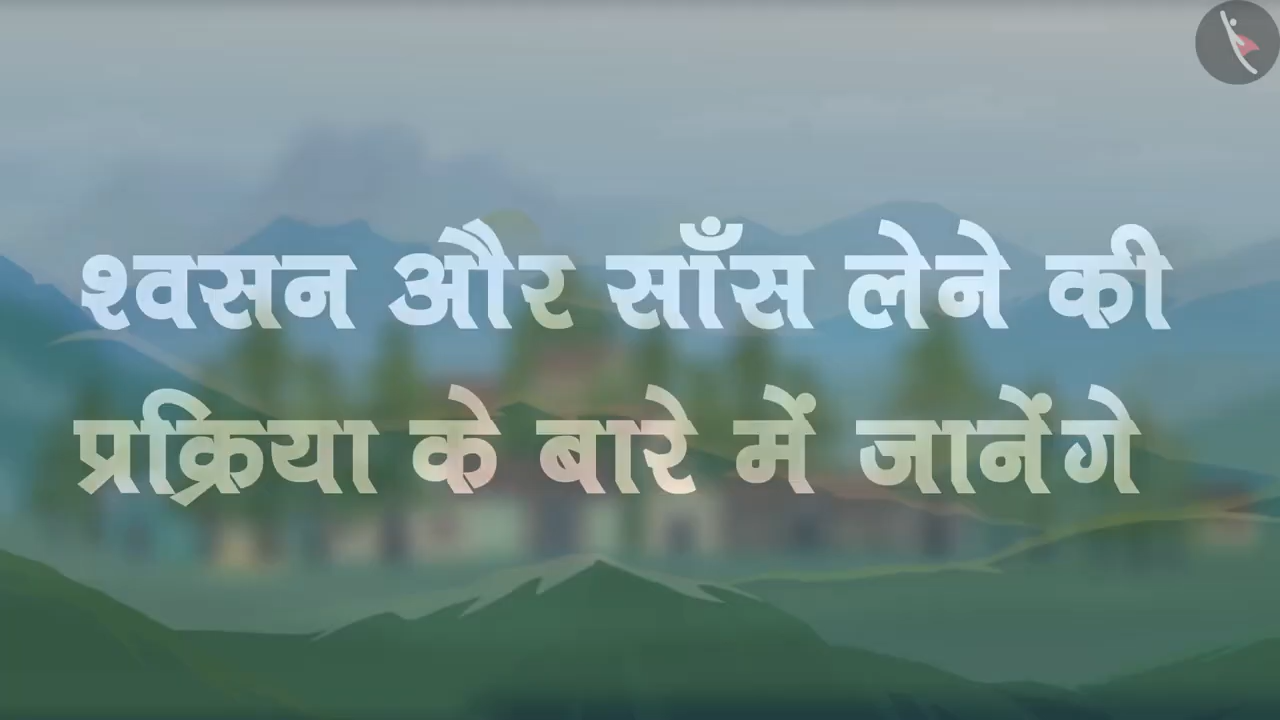 श्वसन और साँस लेने की
प्रक्रिया के बारे में जानेंगे